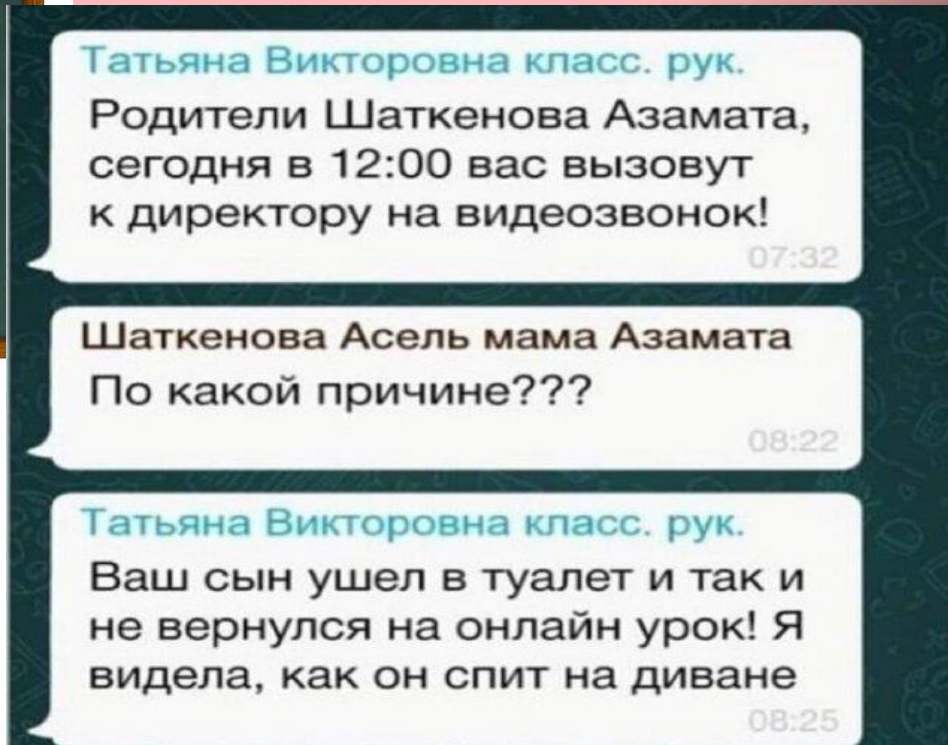 Татьяна Викторовна класс. рук.
Родители Шаткенова Азамата,
сегодня в 12:00 вас вызовут
к директору на видеозвонок!
07:32
Шаткенова Асель мама Азамата
По какой причине???
08:22
Татьяна Викторовна класс. рук.
Ваш сын ушел в туалет и так и
не вернулся на онлайн урок! Я
видела, как он спит на диване
08:25